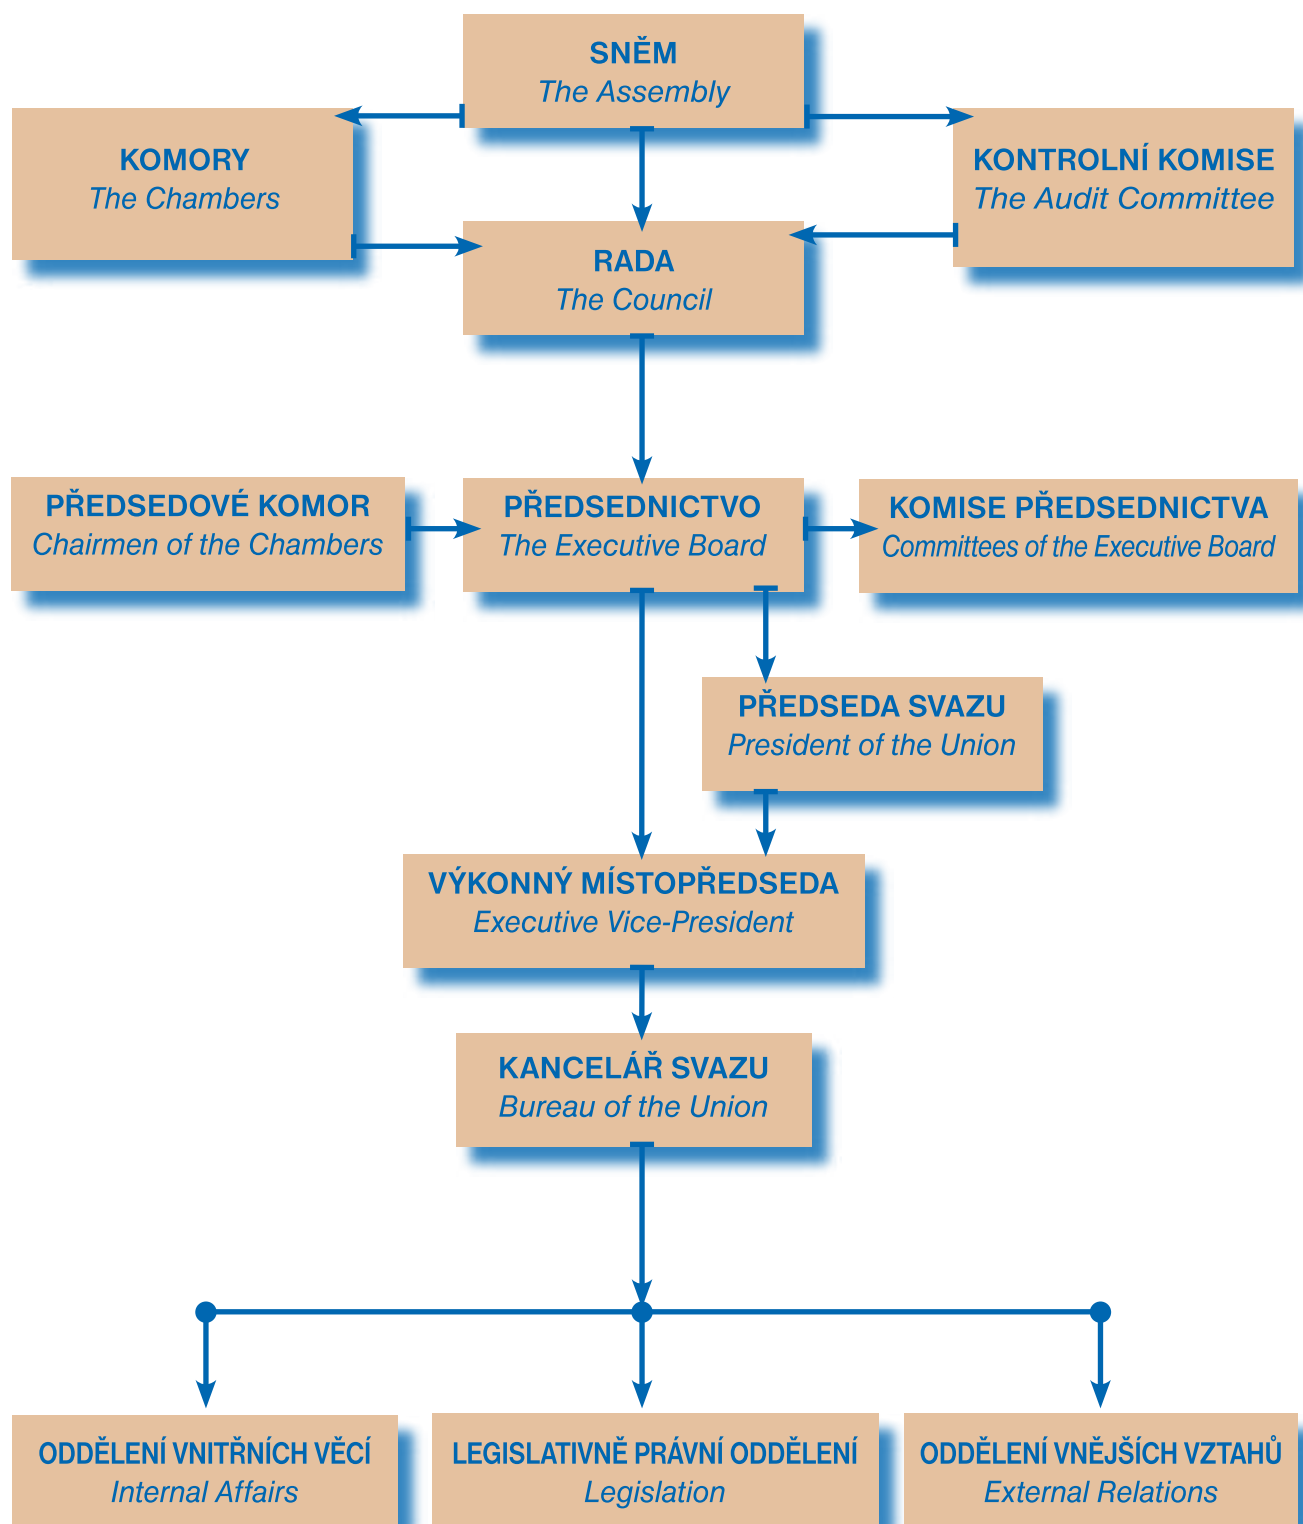 SNĚM
The Assembly
KOMORY
The Chambers
KONTROLNÍ KOMISE
The Audit Committee
RADA
The Council
PŘEDSEDOVÉ KOMOR
Chairmen of the Chambers
PŘEDSEDNICTVO
The Executive Board
KOMISE PŘEDSEDNICTVA
Committees of the Executive Board
PŘEDSEDA SVAZU
President of the Union
VÝKONNÝ MÍSTOPŘEDSEDA
Executive Vice-President
KANCELÁŘ SVAZU
Bureau of the Union
ODDĚLENÍ VNITŘNÍCH VĚCÍ
Internal Affairs
LEGISLATIVNĚ PRÁVNÍ ODDĚLENÍ
Legislation
ODDĚLENÍ VNĚJŠÍCH VZTAHŮ
External Relations